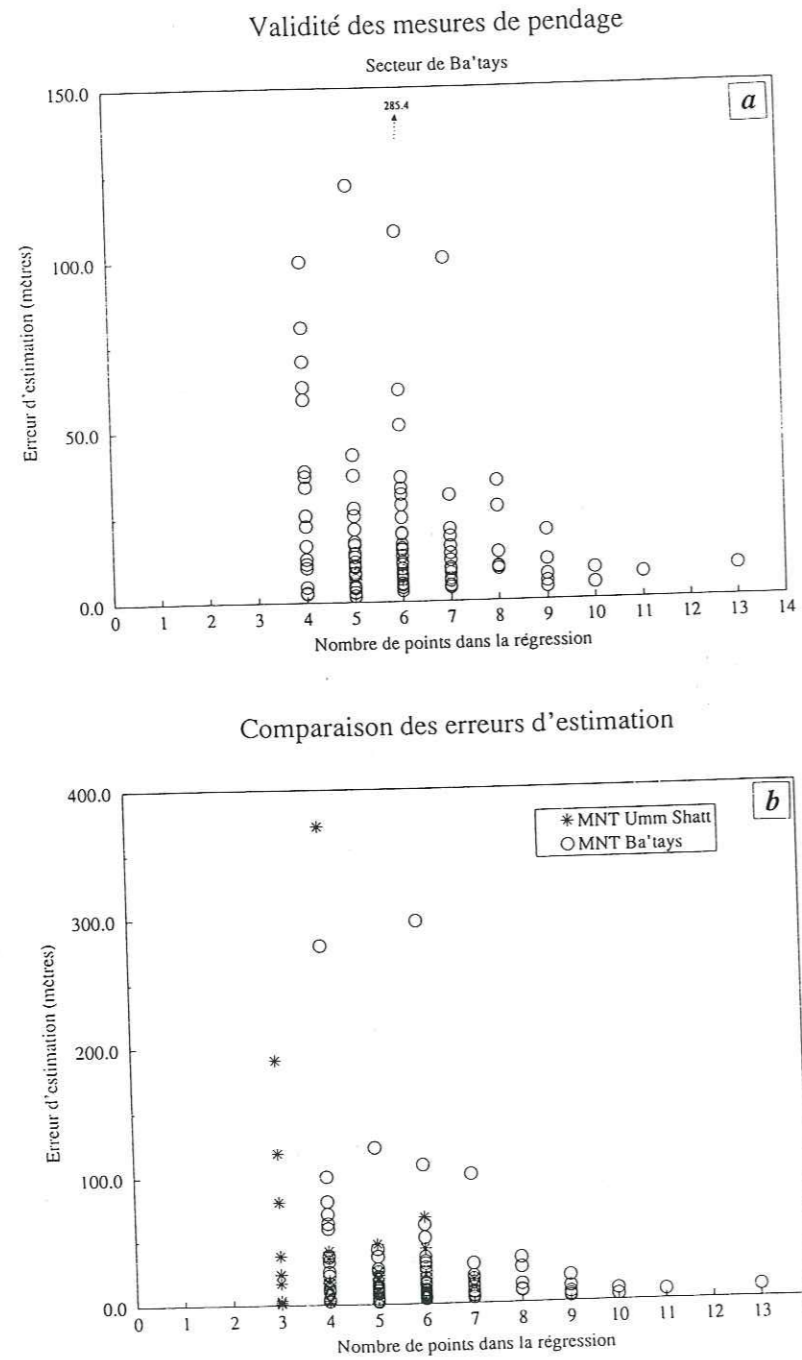 Validité des mesures de pendage
Secteur de Ba'tays
150.0
285.4
a
100.0
50.0
0.0
Erreur d'estimation (mètres)
0 1 2 3 4 5 6 7 8 9 10 11 12 13 14
Nombre de points dans la régression
Comparaison des erreurs d'estimation
400.0
b
MNT Umm Shatt
MNT Ba'tays
300.0
200.0
100.0
0.0
Erreur d'estimation (mètres)
0 1 2 3 4 5 6 7 8 9 10 11 12 13
Nombre de points dans la régression